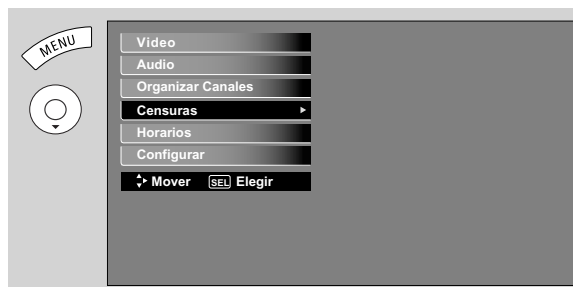 MENU
Video
Audio
Organizar Canales
Censuras
Horarios
Configurar
Mover SEL Elegir